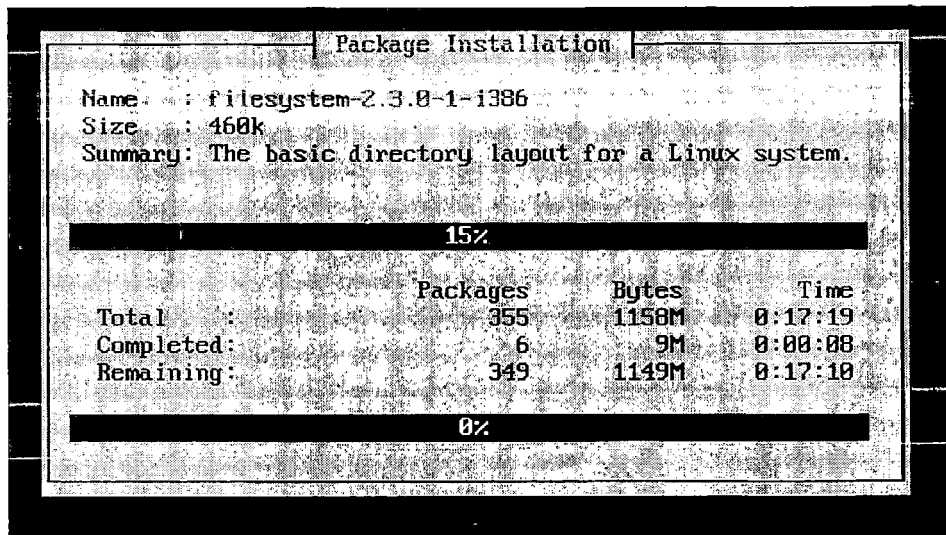 Package Installation
Name : filesystem-2.3.0-1-i386
Size : 460k
Summary: The basic directory layout for a Linux system.
15%
Packages Bytes Time
Total : 355 1158M 0:17:19
Completed: 6 9M 0:00:08
Remaining: 349 1149M 0:17:10
0%